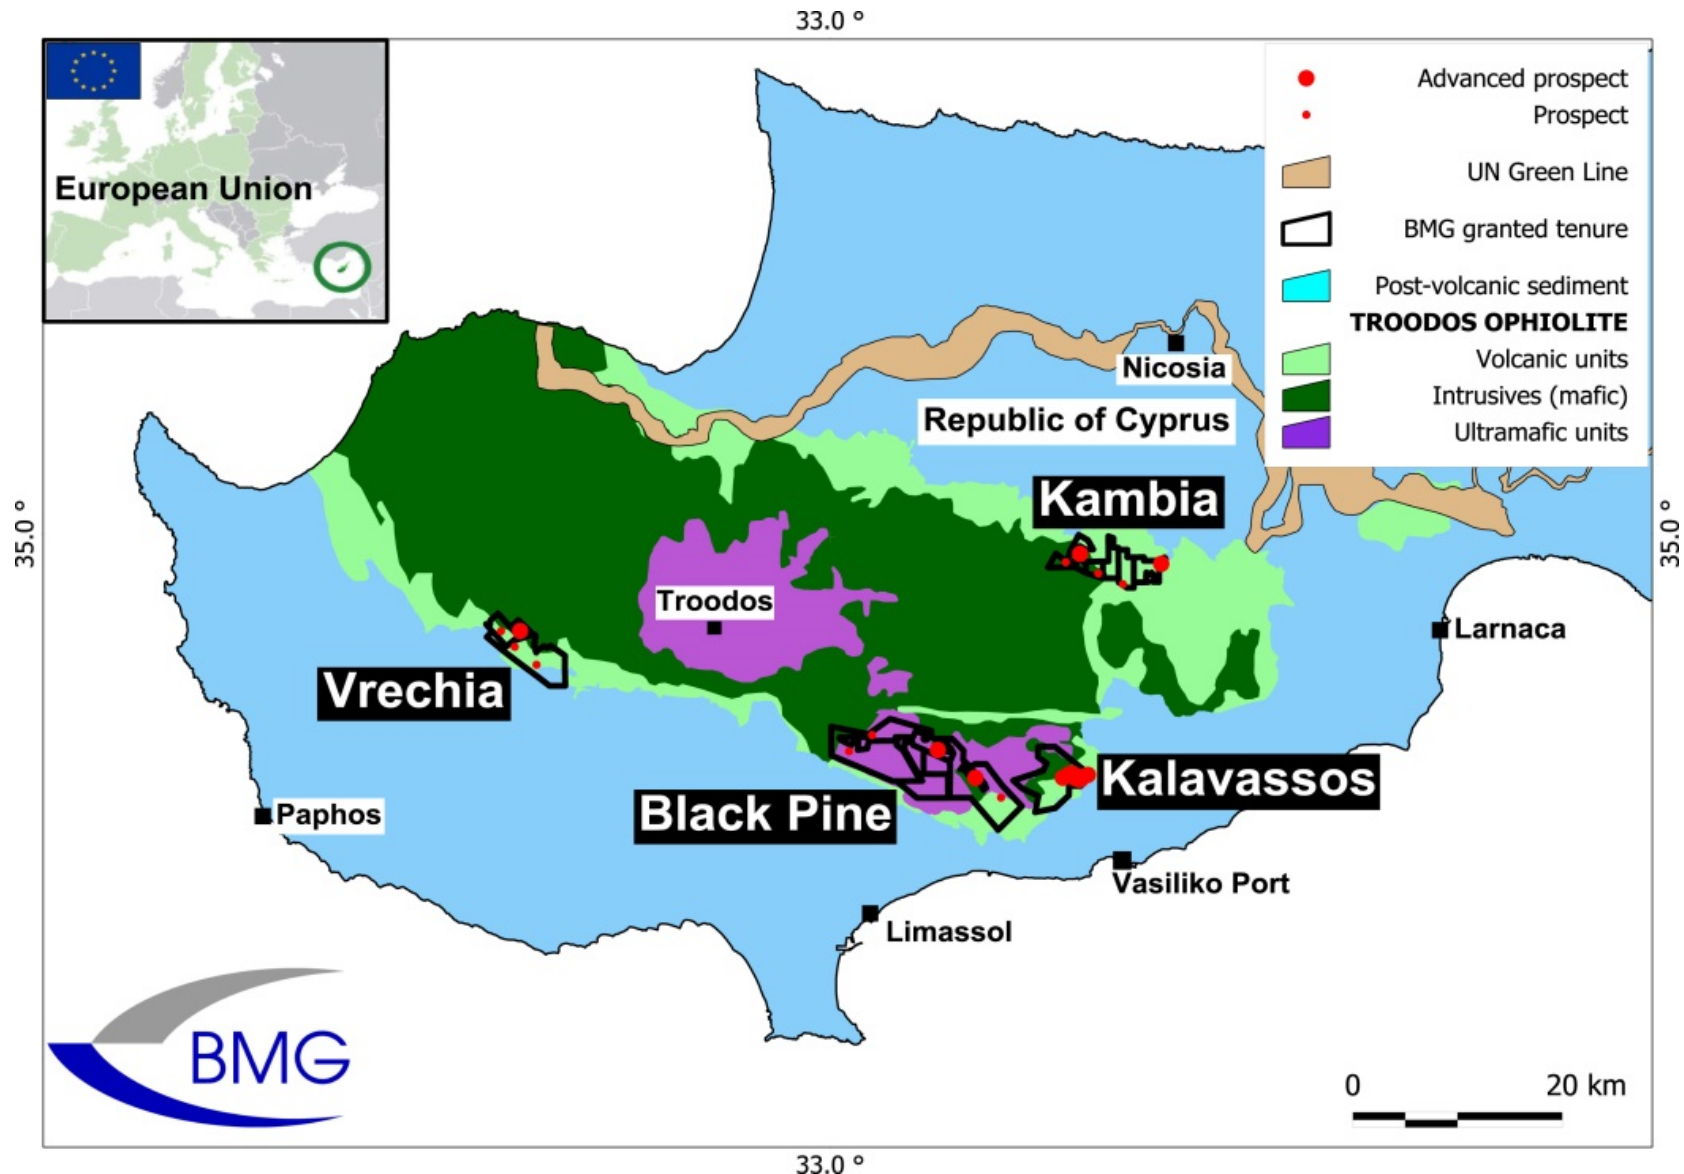 33.0 °
European Union
Advanced prospect
Prospect
UN Green Line
BMG granted tenure
Post-volcanic sediment
TROODOS OPHIOLITE
Volcanic units
Intrusives (mafic)
Ultramafic units
Nicosia
Republic of Cyprus
Kambia
35.0 °
35.0 °
Troodos
Larnaca
Vrechia
Kalavassos
Black Pine
Paphos
Vasiliko Port
Limassol
BMG
0 20 km
33.0 °